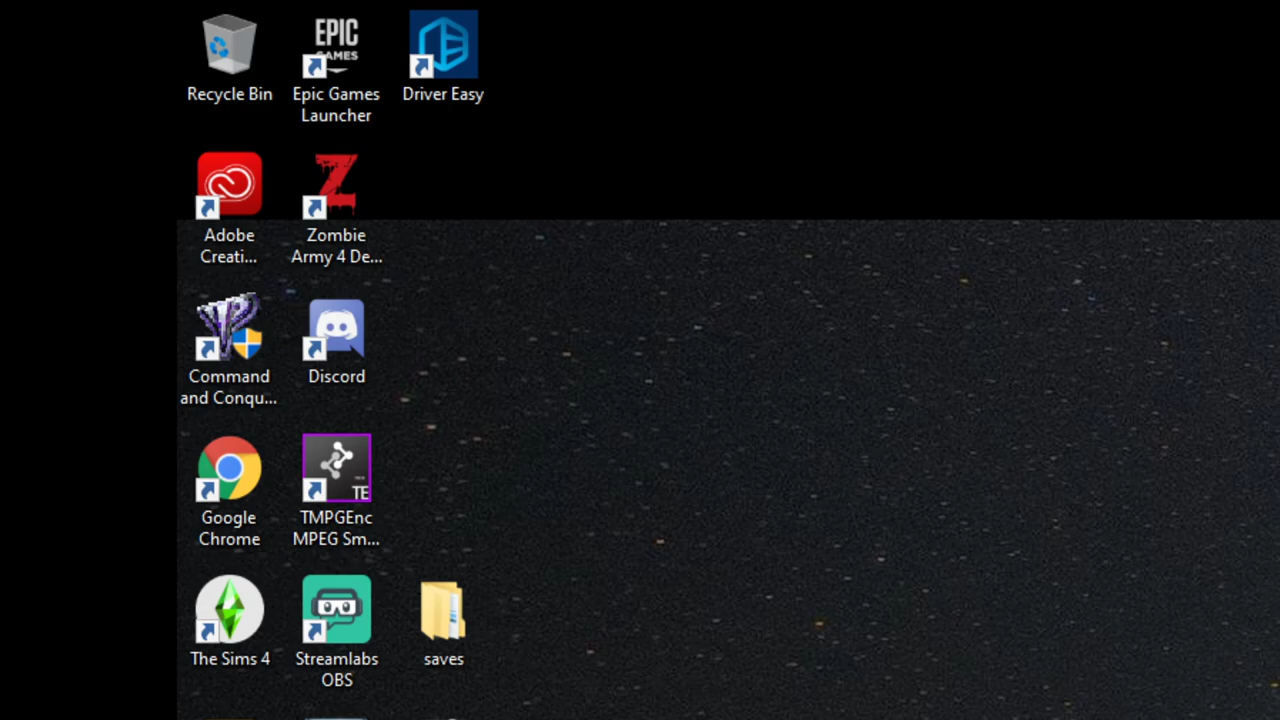 EPIC
GAMES
Recycle Bin
Epic Games
Launcher
Driver Easy
Z
Adobe
Creati...
Zombie
Army 4 De...
Command
and Conqu...
Discord
TE
Google
Chrome
TMPGEnc
MPEG Sm...
The Sims 4
Streamlabs
OBS
saves